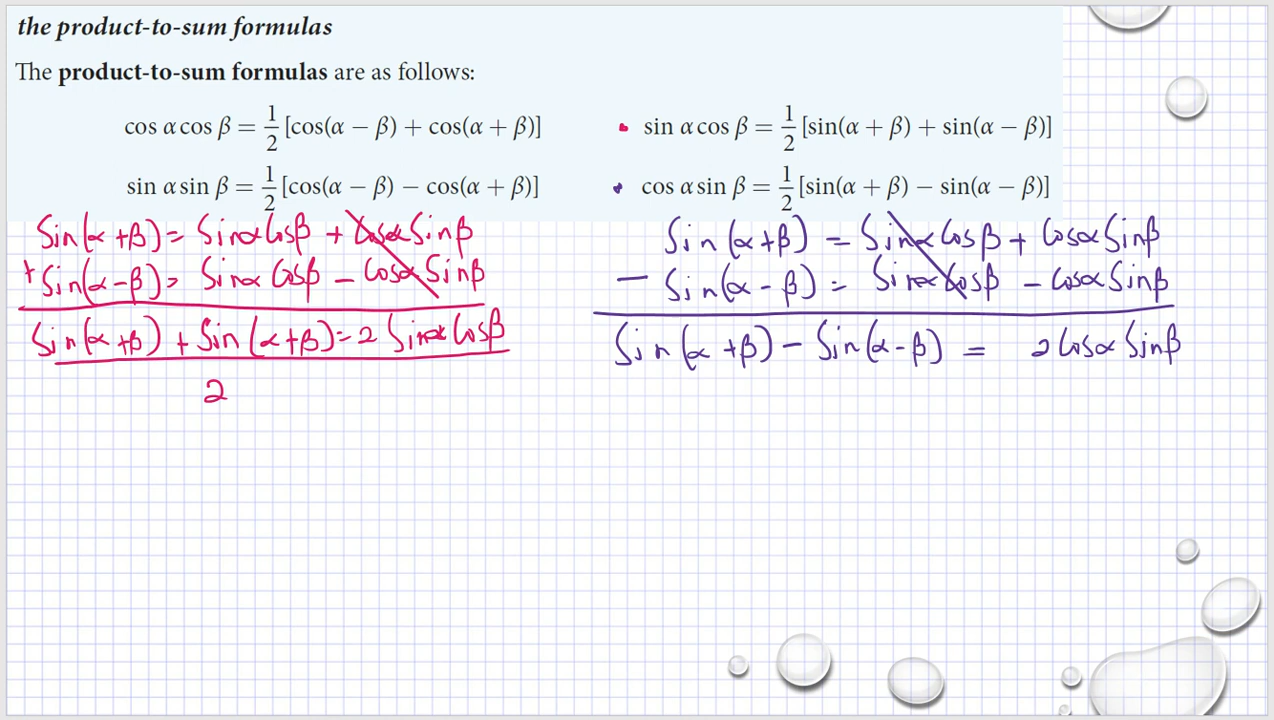 the product-to-sum formulas
The product-to-sum formulas are as follows:
cos α cos β = 1/2 [cos(α − β) + cos(α + β)]
sin α cos β = 1/2 [sin(α + β) + sin(α − β)]
sin α sin β = 1/2 [cos(α − β) − cos(α + β)]
cos α sin β = 1/2 [sin(α + β) − sin(α − β)]
Sin(α + β) = Sinα Cosβ + Cosα Sinβ
+ Sin(α − β) = Sinα Cosβ − Cosα Sinβ
Sin(α + β) + Sin(α + β) = 2 Sinα Cosβ
2
Sin(α + β) = Sinα Cosβ + Cosα Sinβ
− Sin(α − β) = Sinα Cosβ − Cosα Sinβ
Sin(α + β) − Sin(α − β) = 2 Cosα Sinβ